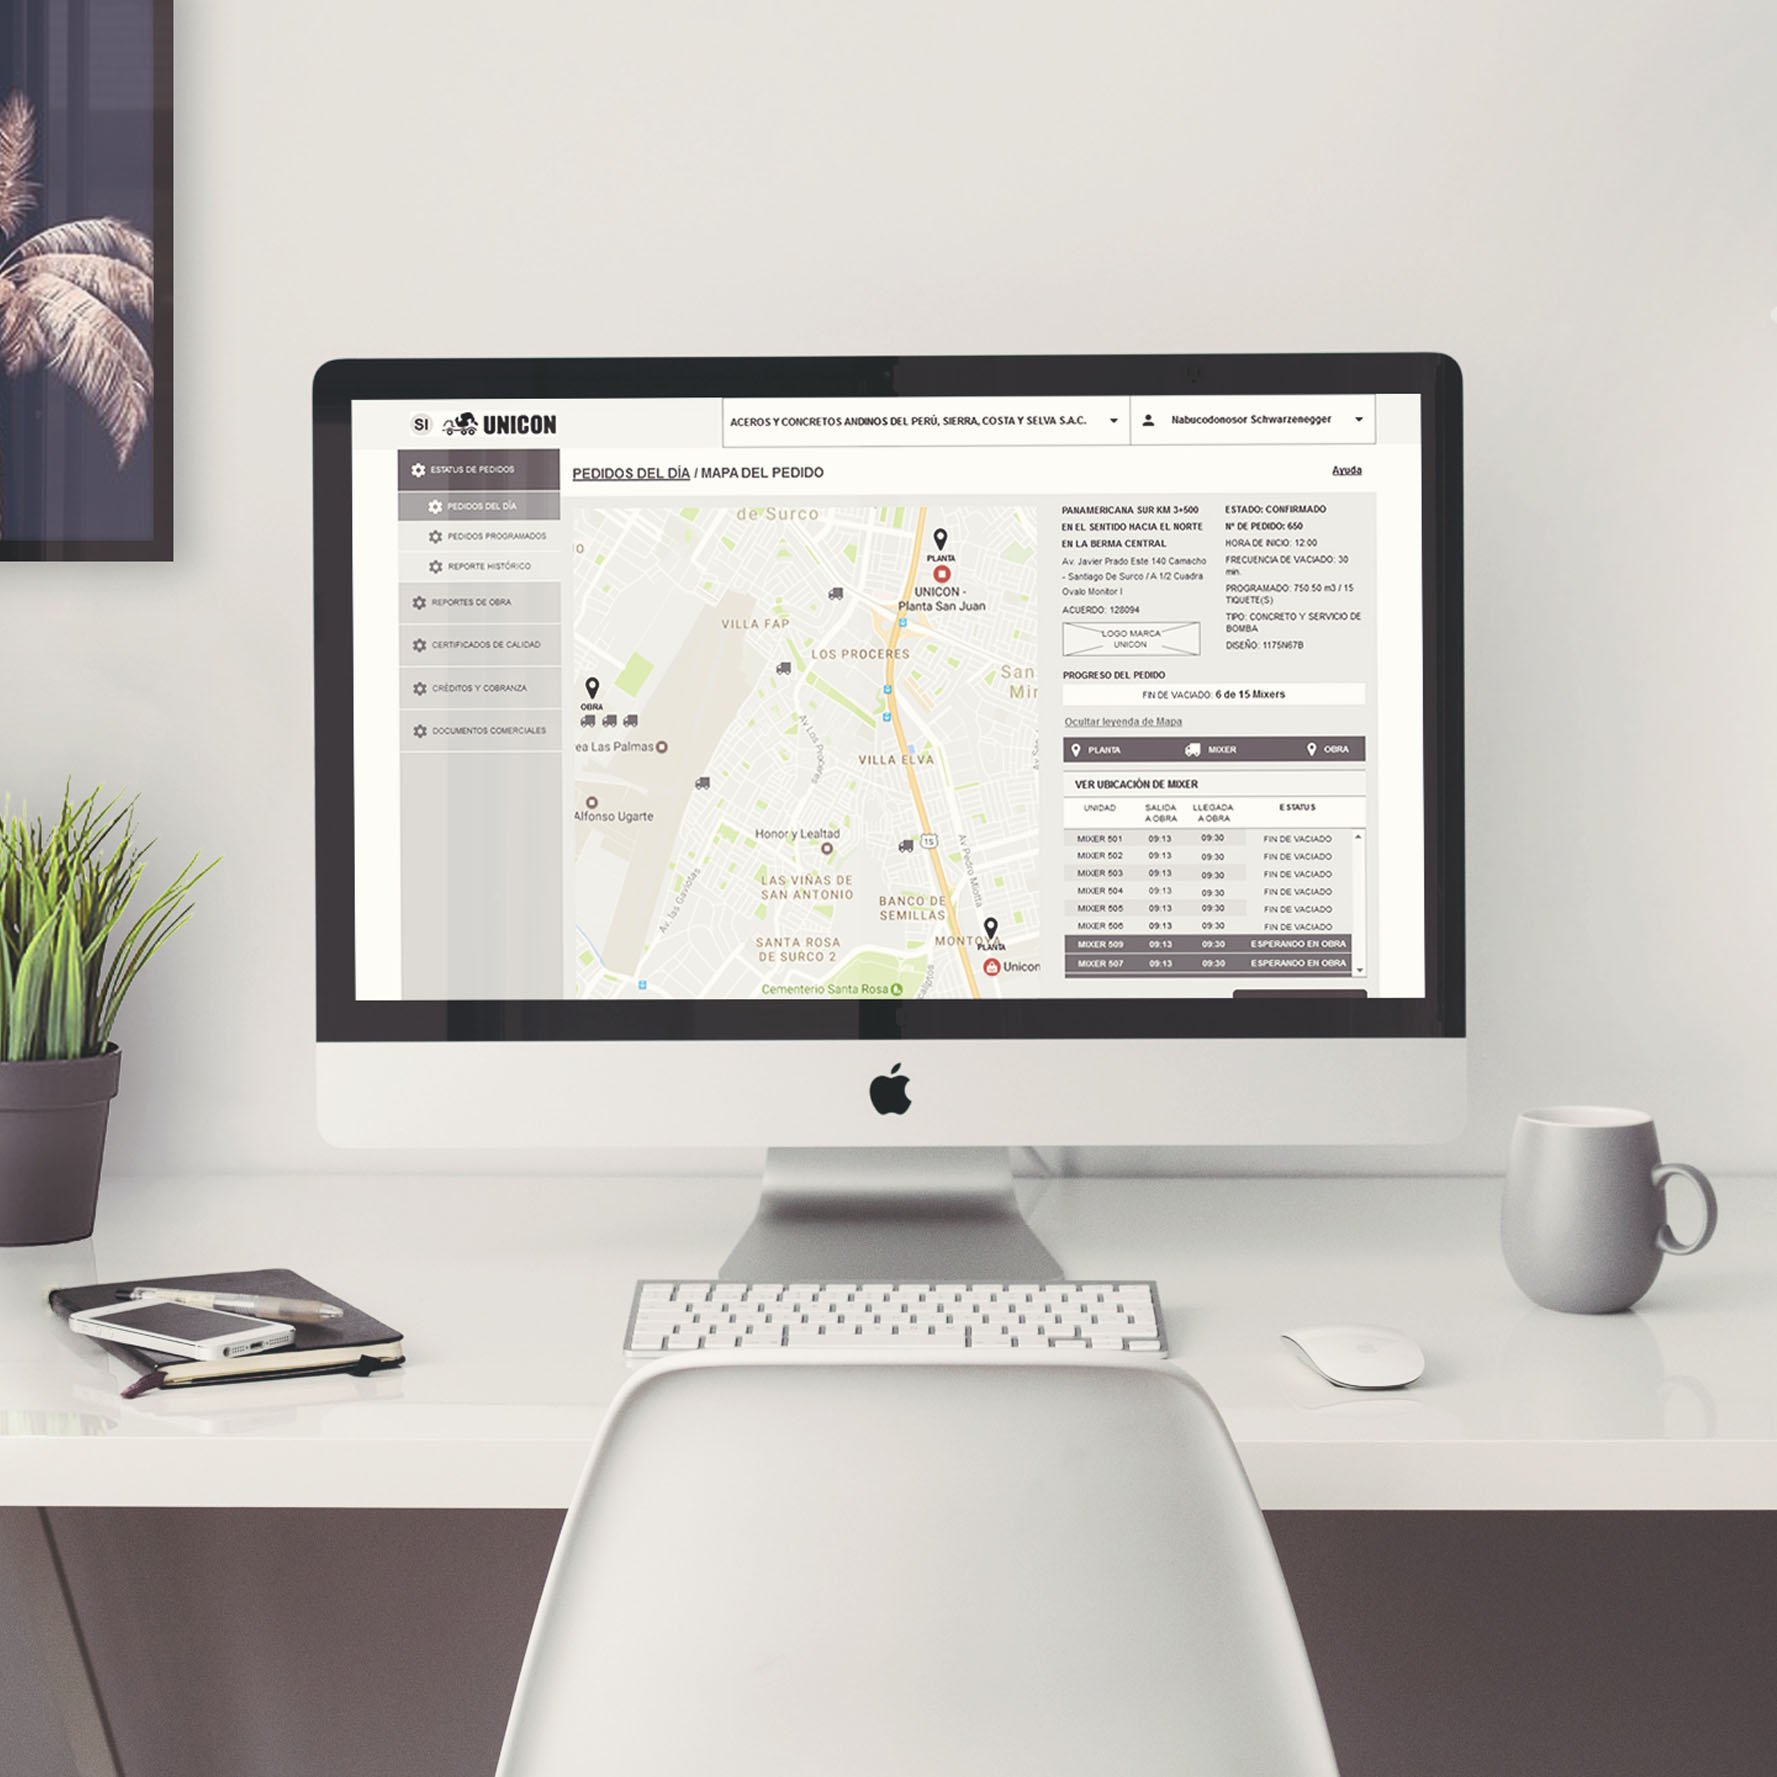 SI UNICON
ACEROS Y CONCRETOS ANDINOS DEL PERÚ, SIERRA, COSTA Y SELVA S.A.C.
Nabucodonosor Schwarzenegger
ESTATUS DE PEDIDOS
PEDIDOS DEL DÍA
PEDIDOS PROGRAMADOS
REPORTE HISTÓRICO
REPORTES DE OBRA
CERTIFICADOS DE CALIDAD
CRÉDITOS Y COBRANZA
DOCUMENTOS COMERCIALES
PEDIDOS DEL DÍA / MAPA DEL PEDIDO
Ayuda
de Surco
PLANTA
UNICON -
Planta San Juan
VILLA FAP
LOS PROCERES
San
Mir
OBRA
ea Las Palmas
Av Los Proceres
VILLA ELVA
Alfonso Ugarte
Honor y Lealtad
15
Av Pedro Miotta
Av. las Gaviotas
LAS VIÑAS DE
SAN ANTONIO
BANCO DE
SEMILLAS
SANTA ROSA
DE SURCO 2
MONTOYA
PLANTA
Unicon
Cementerio Santa Rosa
PANAMERICANA SUR KM 3+500
EN EL SENTIDO HACIA EL NORTE
EN LA BERMA CENTRAL
Av. Javier Prado Este 140 Camacho
- Santiago De Surco / A 1/2 Cuadra
Ovalo Monitor I
ACUERDO: 128094
LOGO MARCA
UNICON
ESTADO: CONFIRMADO
N° DE PEDIDO: 650
HORA DE INICIO: 12:00
FRECUENCIA DE VACIADO: 30
min.
PROGRAMADO: 750.50 m3 / 15
TIQUETE(S)
TIPO: CONCRETO Y SERVICIO DE
BOMBA
DISEÑO: 1175N67B
PROGRESO DEL PEDIDO
FIN DE VACIADO: 6 de 15 Mixers
Ocultar leyenda de Mapa
PLANTA MIXER OBRA
VER UBICACIÓN DE MIXER
UNIDAD SALIDA A OBRA LLEGADA A OBRA ESTATUS
MIXER 501 09:13 09:30 FIN DE VACIADO
MIXER 502 09:13 09:30 FIN DE VACIADO
MIXER 503 09:13 09:30 FIN DE VACIADO
MIXER 504 09:13 09:30 FIN DE VACIADO
MIXER 505 09:13 09:30 FIN DE VACIADO
MIXER 506 09:13 09:30 FIN DE VACIADO
MIXER 509 09:13 09:30 ESPERANDO EN OBRA
MIXER 507 09:13 09:30 ESPERANDO EN OBRA